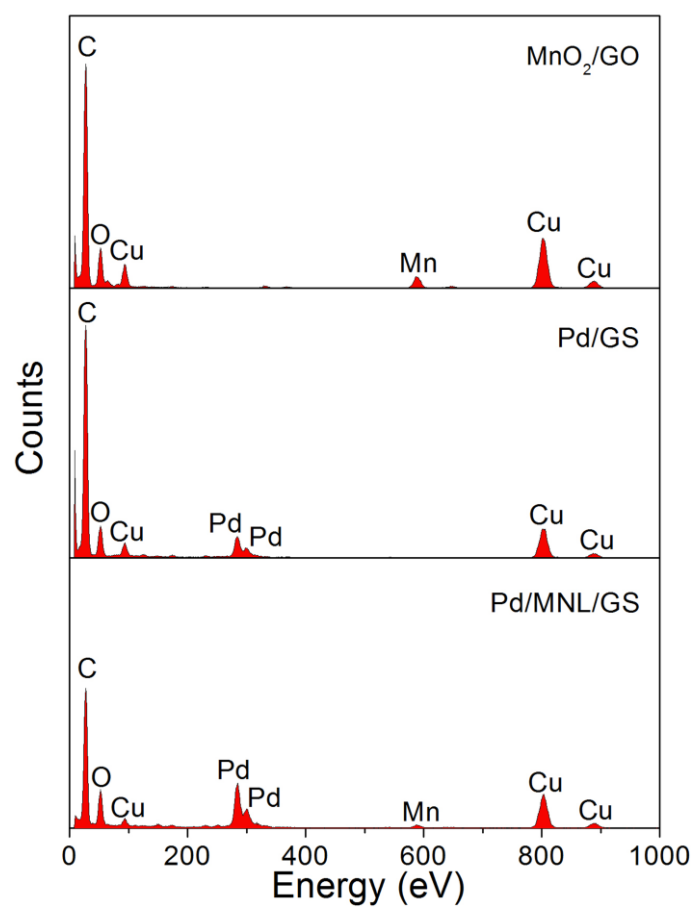 C
MnO₂/GO
O
Cu
Mn
Cu
Cu
C
Pd/GS
O
Cu
Pd
Pd
Cu
Cu
Pd/MNL/GS
C
O
Cu
Pd
Pd
Mn
Cu
Cu
Counts
0 200 400 600 800 1000
Energy (eV)